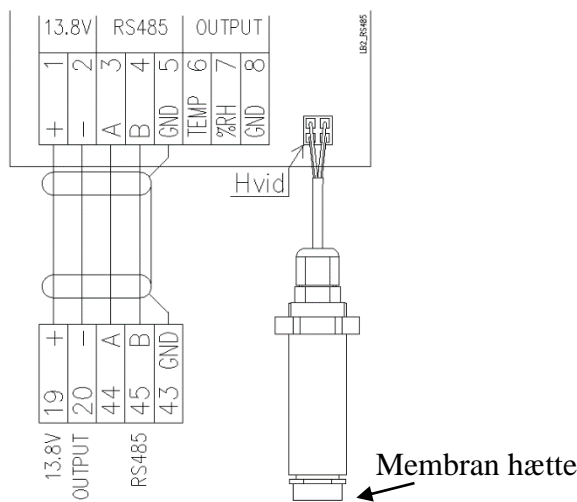 13.8V RS485 OUTPUT
1 2 3 4 5 6 7 8
+ − A B GND TEMP %RH GND
LB2_RS485
Hvid
+ − A B GND
19 20 44 45 43
13.8V OUTPUT RS485
Membran hætte